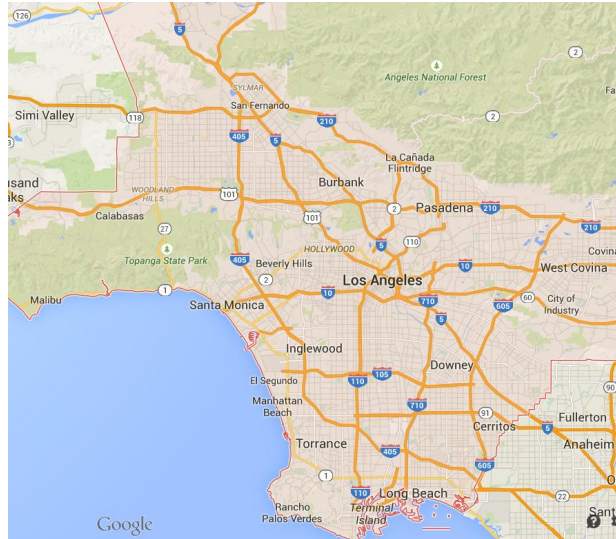 126
5
2
Angeles National Forest
SYLMAR
San Fernando
Simi Valley
118
210
2
405
5
La Cañada
Flintridge
Burbank
WOODLAND
HILLS
101
101
2
Pasadena
210
Calabasas
27
110
210
HOLLYWOOD
5
Topanga State Park
405
Beverly Hills
10
West Covina
2
Los Angeles
Malibu
1
Santa Monica
10
710
605
60
City of
Industry
5
Inglewood
Downey
El Segundo
110
105
90
Manhattan
Beach
710
91
Fullerton
Cerritos
5
Torrance
Anaheim
405
605
1
110
Long Beach
22
Rancho
Palos Verdes
Terminal
Island
Google